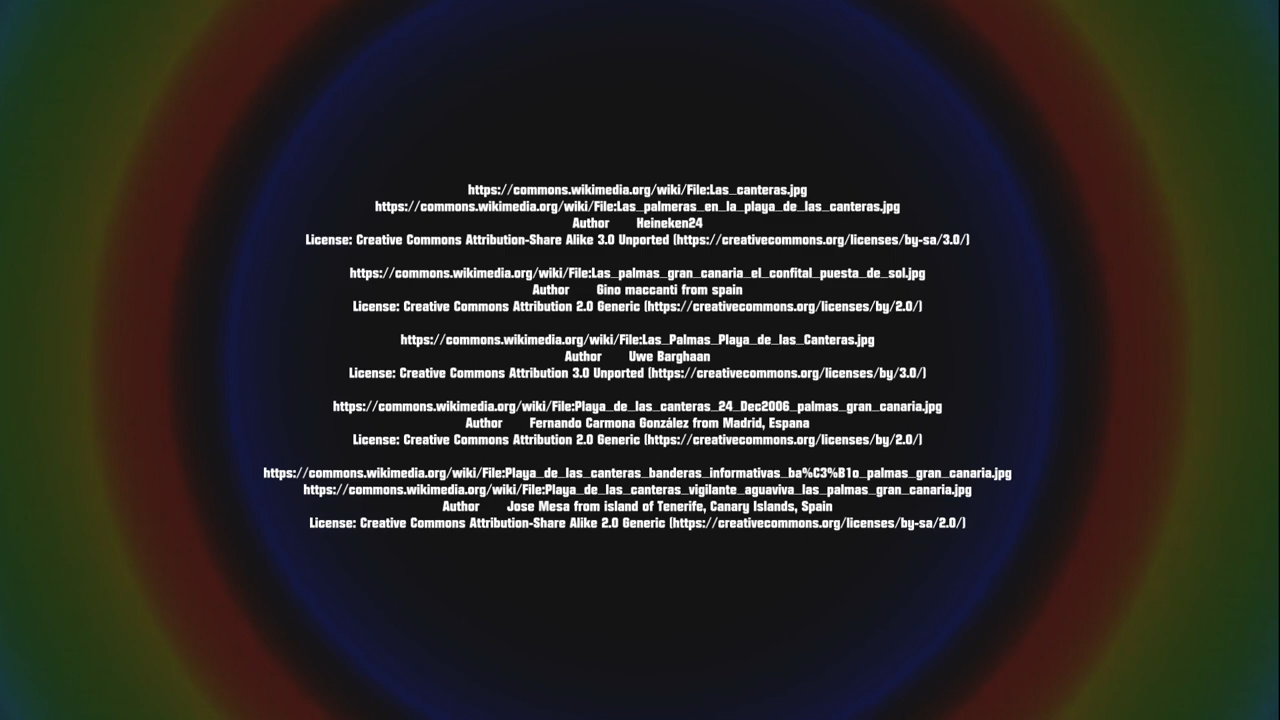 https://commons.wikimedia.org/wiki/File:Las_canteras.jpg
https://commons.wikimedia.org/wiki/File:Las_palmeras_en_la_playa_de_las_canteras.jpg
Author Heineken24
License: Creative Commons Attribution-Share Alike 3.0 Unported (https://creativecommons.org/licenses/by-sa/3.0/)
https://commons.wikimedia.org/wiki/File:Las_palmas_gran_canaria_el_confital_puesta_de_sol.jpg
Author Gino maccanti from spain
License: Creative Commons Attribution 2.0 Generic (https://creativecommons.org/licenses/by/2.0/)
https://commons.wikimedia.org/wiki/File:Las_Palmas_Playa_de_las_Canteras.jpg
Author Uwe Barghaan
License: Creative Commons Attribution 3.0 Unported (https://creativecommons.org/licenses/by/3.0/)
https://commons.wikimedia.org/wiki/File:Playa_de_las_canteras_24_Dec2006_palmas_gran_canaria.jpg
Author Fernando Carmona González from Madrid, Espana
License: Creative Commons Attribution 2.0 Generic (https://creativecommons.org/licenses/by/2.0/)
https://commons.wikimedia.org/wiki/File:Playa_de_las_canteras_banderas_informativas_ba%C3%B1o_palmas_gran_canaria.jpg
https://commons.wikimedia.org/wiki/File:Playa_de_las_canteras_vigilante_aguaviva_las_palmas_gran_canaria.jpg
Author Jose Mesa from island of Tenerife, Canary Islands, Spain
License: Creative Commons Attribution-Share Alike 2.0 Generic (https://creativecommons.org/licenses/by-sa/2.0/)